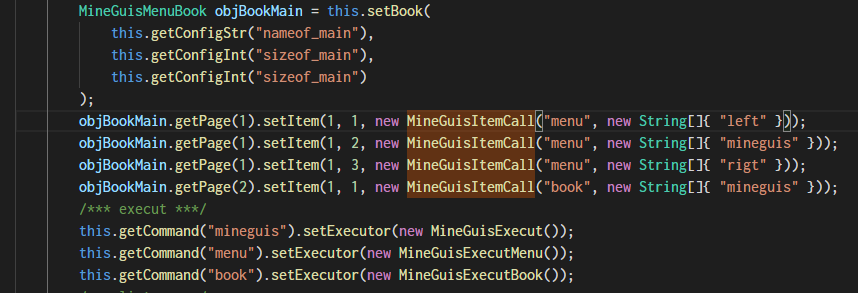 MineGuisMenuBook objBookMain = this.setBook(
this.getConfigStr("nameof_main"),
this.getConfigInt("sizeof_main"),
this.getConfigInt("sizeof_main")
);
objBookMain.getPage(1).setItem(1, 1, new MineGuisItemCall("menu", new String[]{ "left" }));
objBookMain.getPage(1).setItem(1, 2, new MineGuisItemCall("menu", new String[]{ "mineguis" }));
objBookMain.getPage(1).setItem(1, 3, new MineGuisItemCall("menu", new String[]{ "rigt" }));
objBookMain.getPage(2).setItem(1, 1, new MineGuisItemCall("book", new String[]{ "mineguis" }));
/*** execut ***/
this.getCommand("mineguis").setExecutor(new MineGuisExecut());
this.getCommand("menu").setExecutor(new MineGuisExecutMenu());
this.getCommand("book").setExecutor(new MineGuisExecutBook());